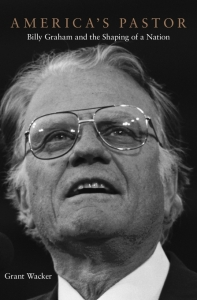 AMERICA'S PASTOR
Billy Graham and the Shaping of a Nation
Grant Wacker